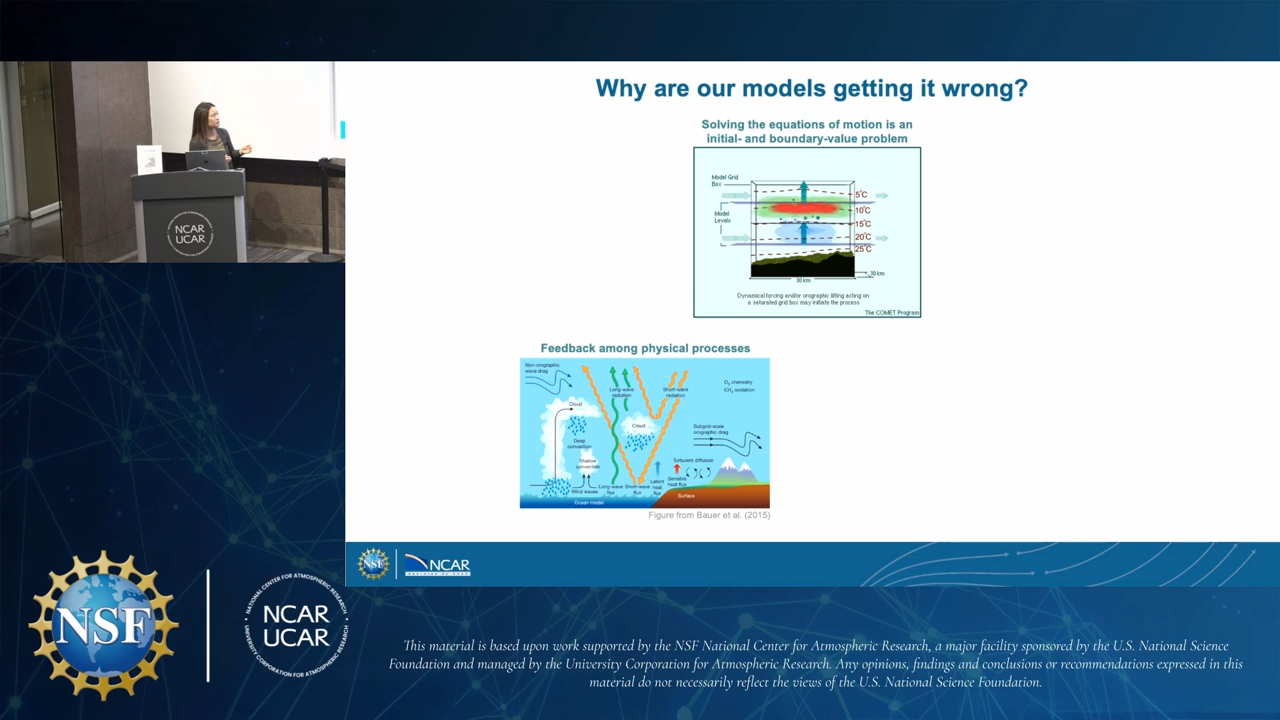 Why are our models getting it wrong?
Solving the equations of motion is an
initial- and boundary-value problem
Model Grid
Box
Model
Levels
5°C
10°C
15°C
20°C
25°C
30 km
30 km
Dynamical forcing and/or orographic lifting acting on
a saturated grid box may initiate the process
The COMET Program
Feedback among physical processes
Non-orographic
wave drag
Long-wave
radiation
Short-wave
radiation
O₃ chemistry
CH₄ oxidation
Cloud
Cloud
Deep
convection
Shallow
convection
Subgrid-scale
orographic drag
Turbulent diffusion
Wind waves
Long-wave
flux
Short-wave
flux
Latent
heat
flux
Sensible
heat flux
Surface
Ocean model
Figure from Bauer et al. (2015)
NCAR
UCAR
NSF
NCAR
NSF
NATIONAL CENTER FOR ATMOSPHERIC RESEARCH
NCAR
UCAR
UNIVERSITY CORPORATION FOR ATMOSPHERIC RESEARCH
This material is based upon work supported by the NSF National Center for Atmospheric Research, a major facility sponsored by the U.S. National Science
Foundation and managed by the University Corporation for Atmospheric Research. Any opinions, findings and conclusions or recommendations expressed in this
material do not necessarily reflect the views of the U.S. National Science Foundation.